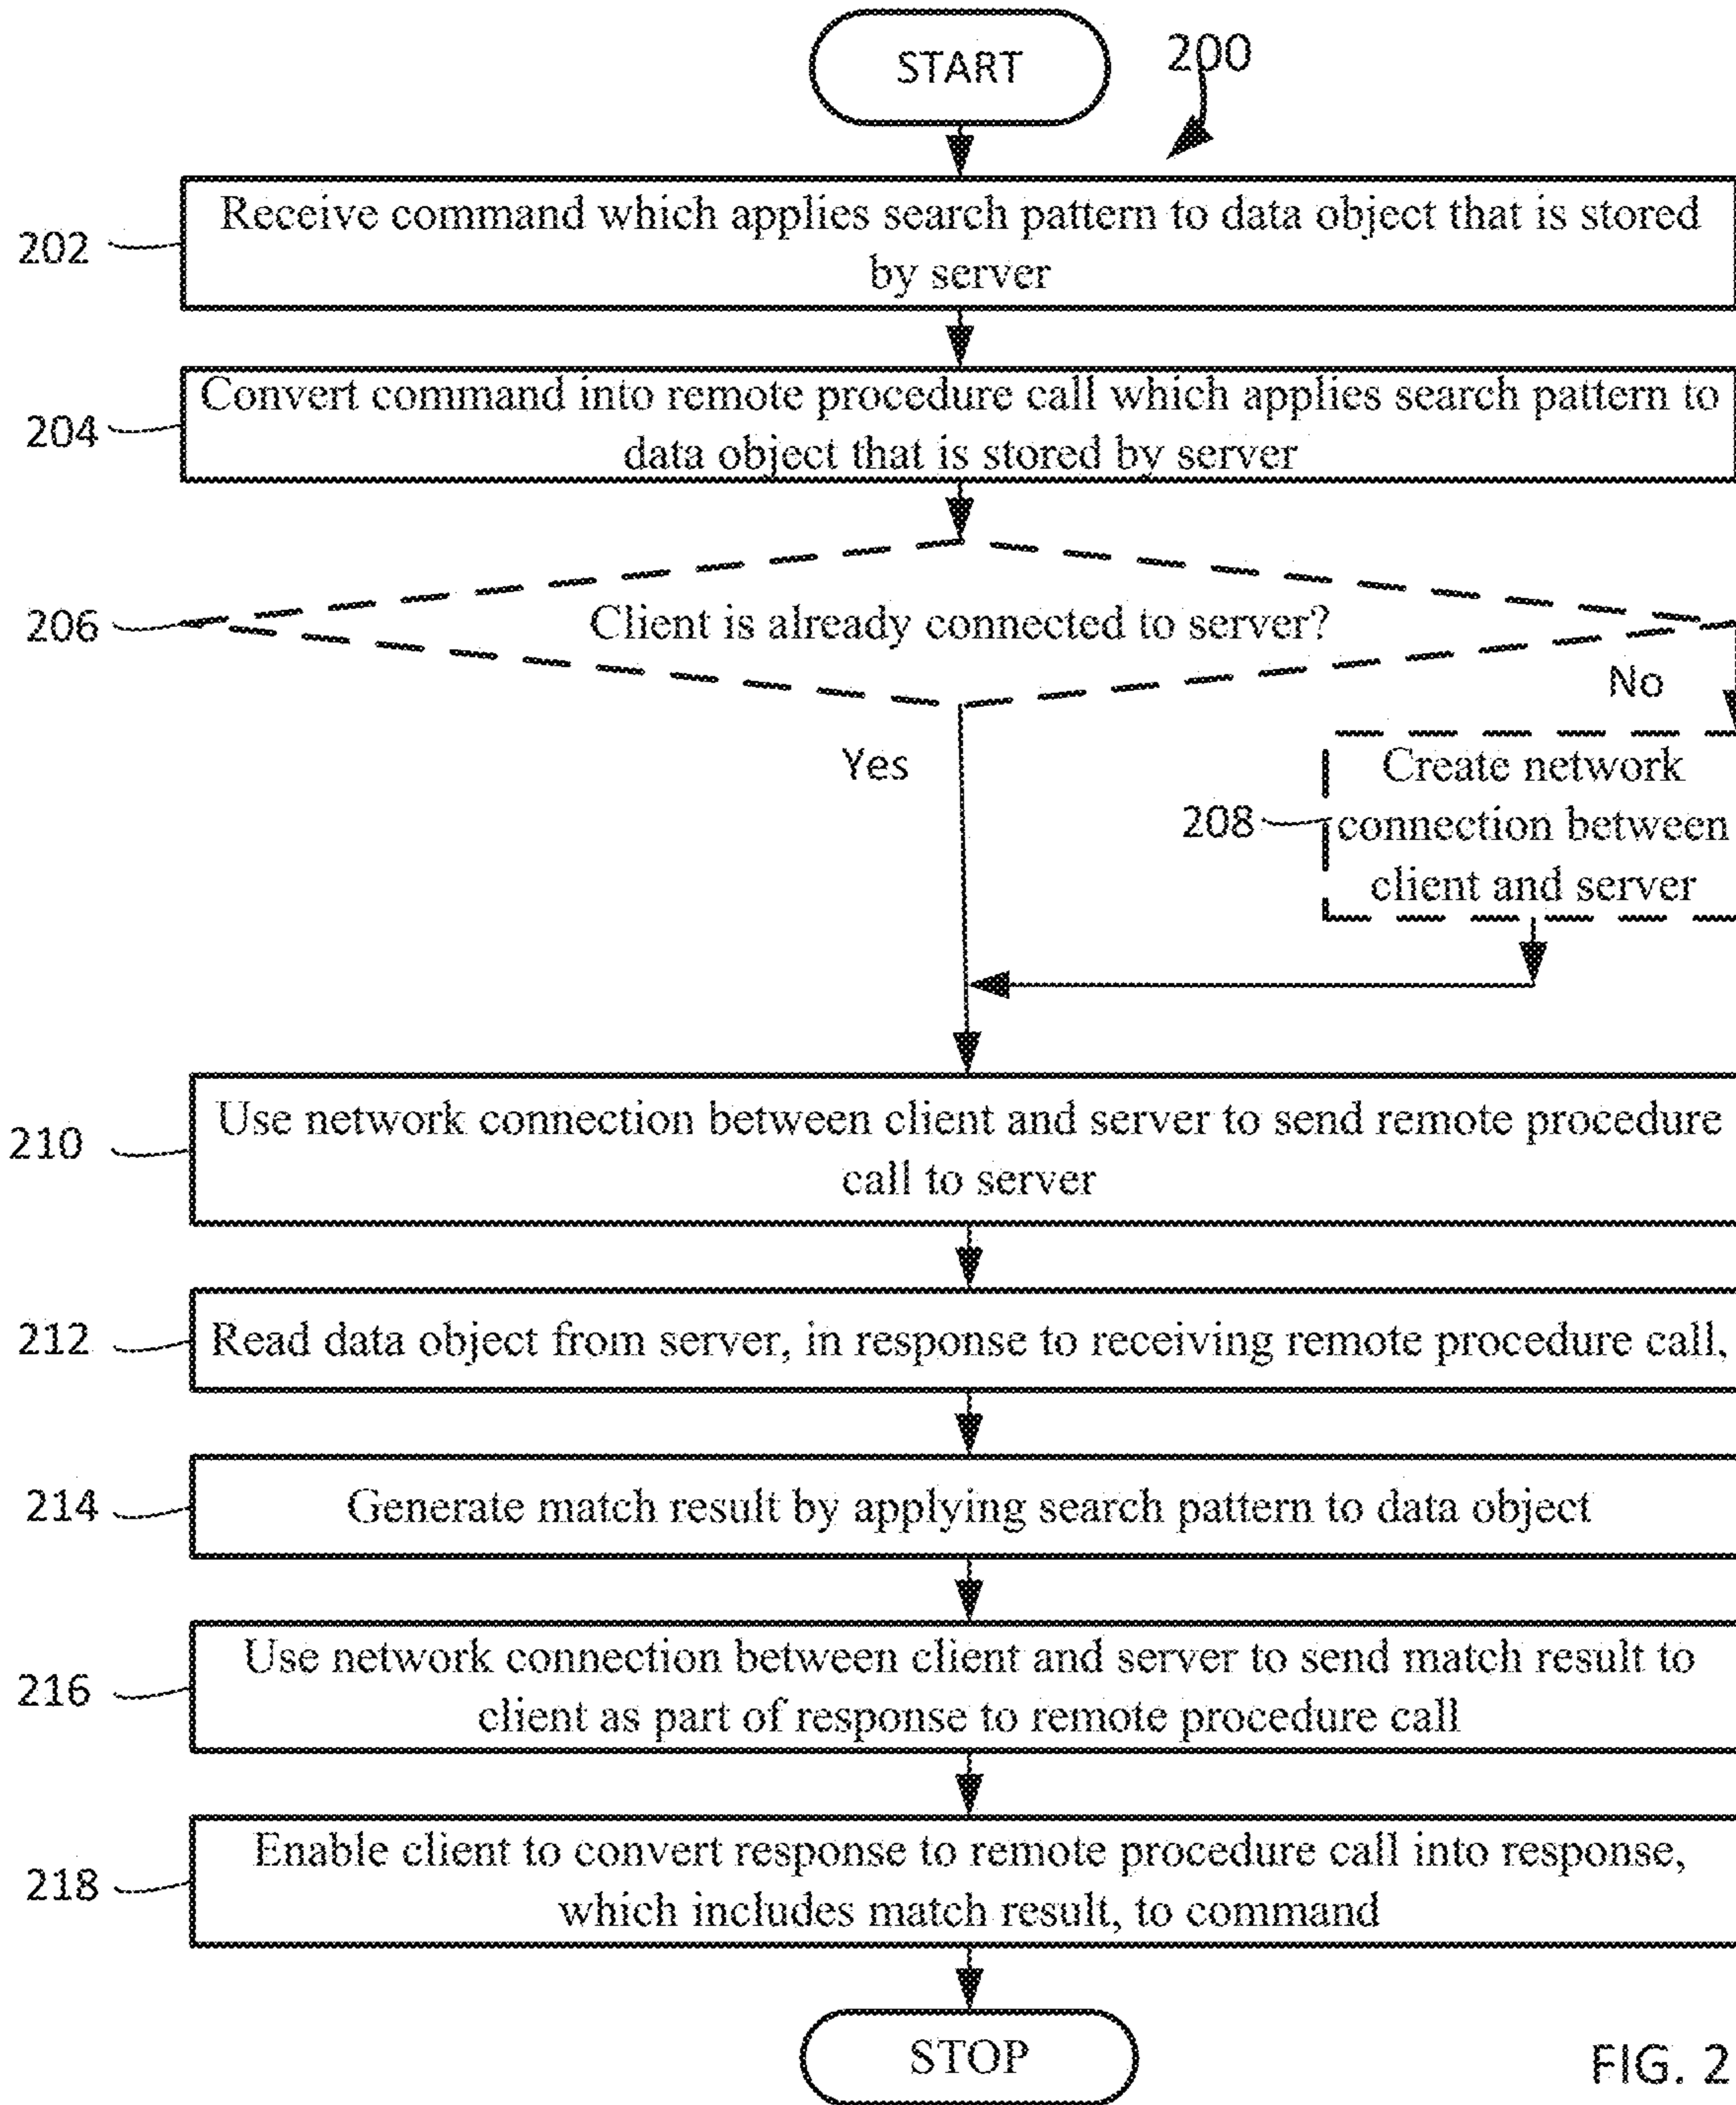 START
200
202
Receive command which applies search pattern to data object that is stored
by server
204
Convert command into remote procedure call which applies search pattern to
data object that is stored by server
206
Client is already connected to server?
No
Yes
208
Create network
connection between
client and server
210
Use network connection between client and server to send remote procedure
call to server
212
Read data object from server, in response to receiving remote procedure call,
214
Generate match result by applying search pattern to data object
216
Use network connection between client and server to send match result to
client as part of response to remote procedure call
218
Enable client to convert response to remote procedure call into response,
which includes match result, to command
STOP
FIG. 2